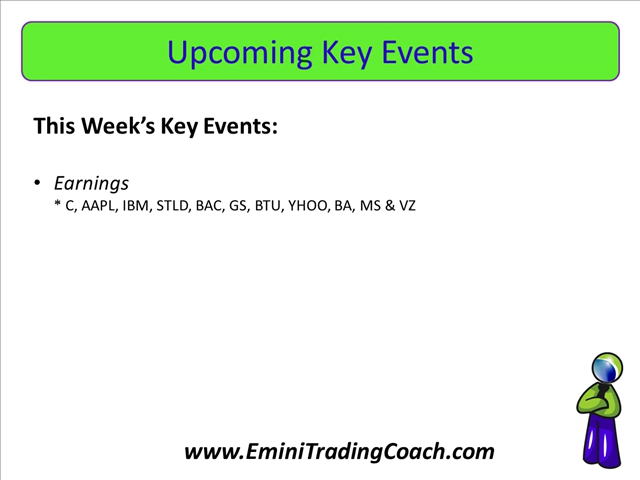 Upcoming Key Events
This Week's Key Events:
• Earnings
* C, AAPL, IBM, STLD, BAC, GS, BTU, YHOO, BA, MS & VZ
www.EminiTradingCoach.com